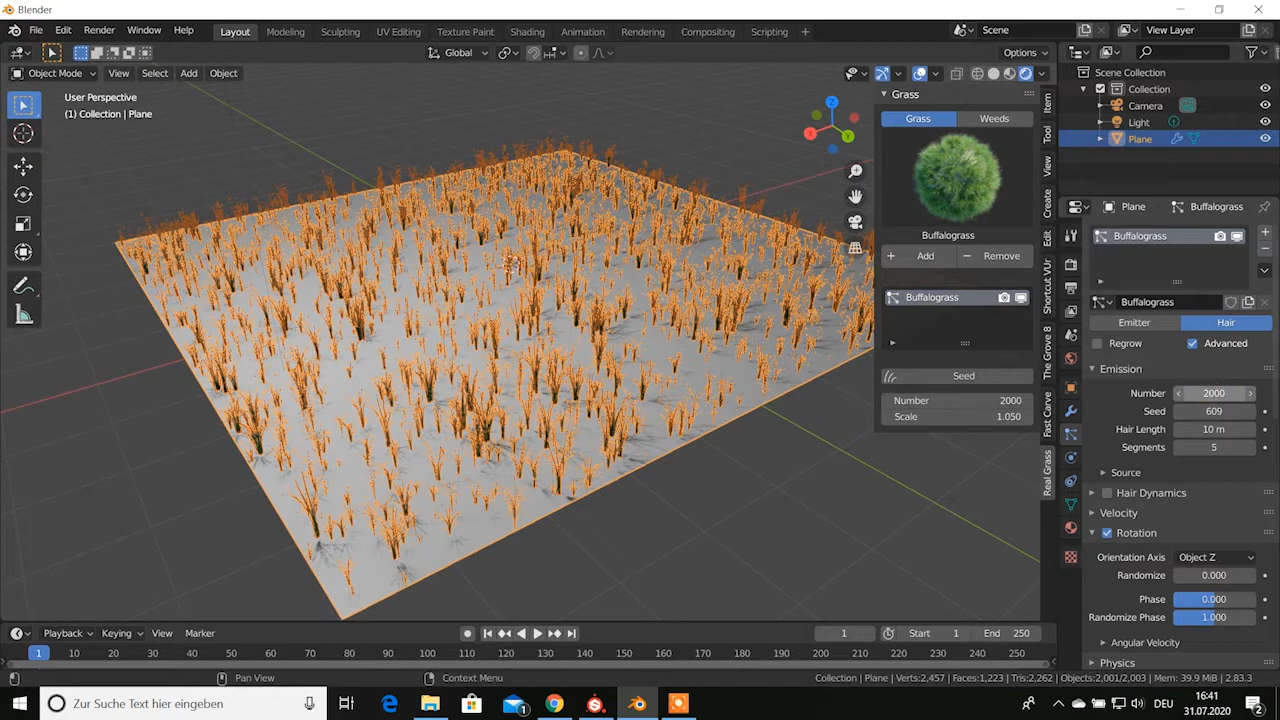 Blender
File Edit Render Window Help
Layout Modeling Sculpting UV Editing Texture Paint Shading Animation Rendering Compositing Scripting +
Scene
View Layer
Global
Options
Object Mode View Select Add Object
User Perspective
(1) Collection | Plane
Z
X
Y
Grass
Grass Weeds
Buffalograss
+ Add − Remove
Buffalograss
Seed
Number 2000
Scale 1.050
Item
Tool
View
Create
Edit
Shortcut VUr
The Grove 8
Fast Carve
Real Grass
Scene Collection
Collection
Camera
Light
Plane
Plane Buffalograss
Buffalograss
Buffalograss
Emitter Hair
Regrow Advanced
Emission
Number 2000
Seed 609
Hair Length 10 m
Segments 5
Source
Hair Dynamics
Velocity
Rotation
Orientation Axis Object Z
Randomize 0.000
Phase 0.000
Randomize Phase 1.000
Angular Velocity
Physics
Playback Keying View Marker
1 Start 1 End 250
1 10 20 30 40 50 60 70 80 90 100 110 120 130 140 150 160 170 180 190 200 210 220 230 240 250
Pan View Context Menu
Collection | Plane | Verts:2,457 | Faces:1,223 | Tris:2,262 | Objects:2,001/2,003 | Mem: 39.9 MiB | 2.83.3
Zur Suche Text hier eingeben
1
DEU
16:41
31.07.2020
2